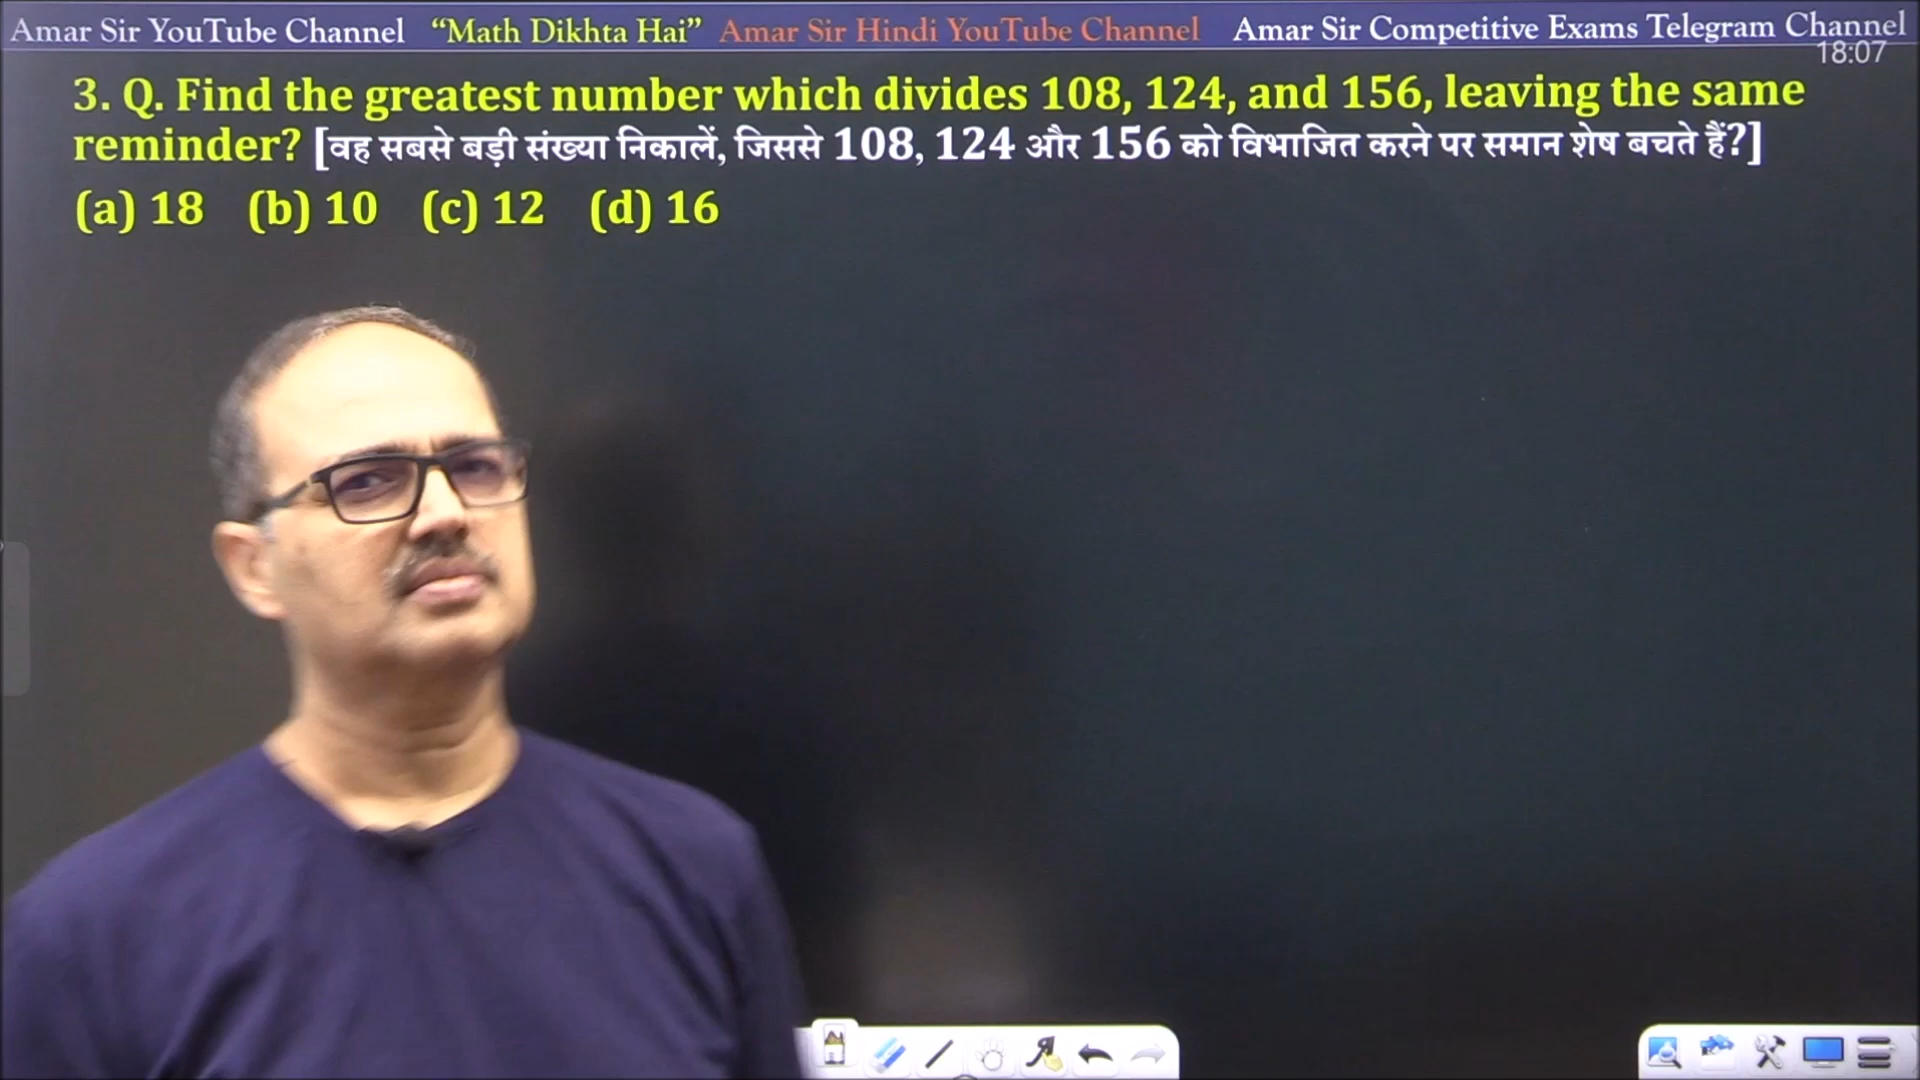 Amar Sir YouTube Channel “Math Dikhta Hai” Amar Sir Hindi YouTube Channel Amar Sir Competitive Exams Telegram Channel
18:07
3. Q. Find the greatest number which divides 108, 124, and 156, leaving the same
reminder? [वह सबसे बड़ी संख्या निकालें, जिससे 108, 124 और 156 को विभाजित करने पर समान शेष बचते हैं?]
(a) 18 (b) 10 (c) 12 (d) 16